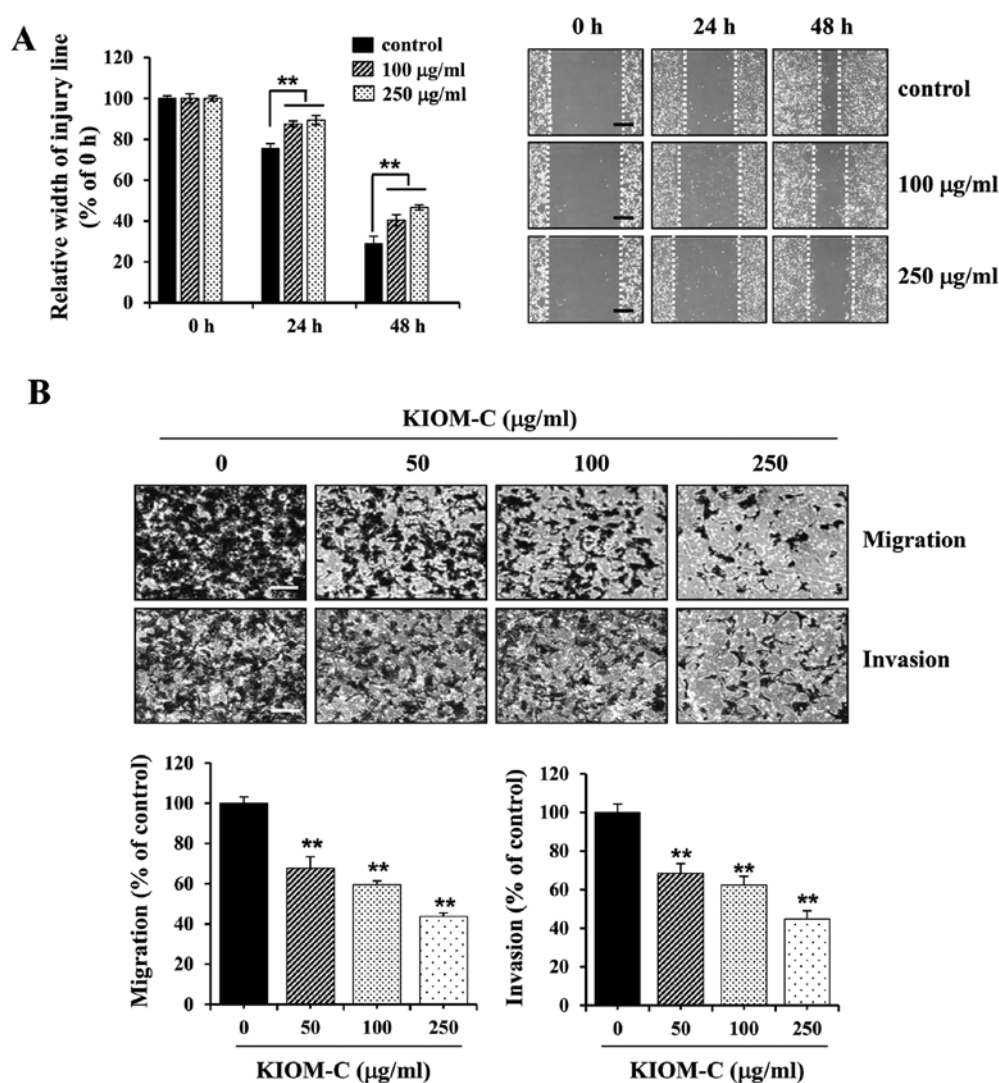 A
120
100
80
60
40
20
0
Relative width of injury line
(% of 0 h)
control
100 μg/ml
250 μg/ml
**
**
0 h
24 h
48 h
0 h
24 h
48 h
control
100 μg/ml
250 μg/ml
B
KIOM-C (μg/ml)
0
50
100
250
Migration
Invasion
120
100
80
60
40
20
0
Migration (% of control)
**
**
**
0
50
100
250
KIOM-C (μg/ml)
120
100
80
60
40
20
0
Invasion (% of control)
**
**
**
0
50
100
250
KIOM-C (μg/ml)